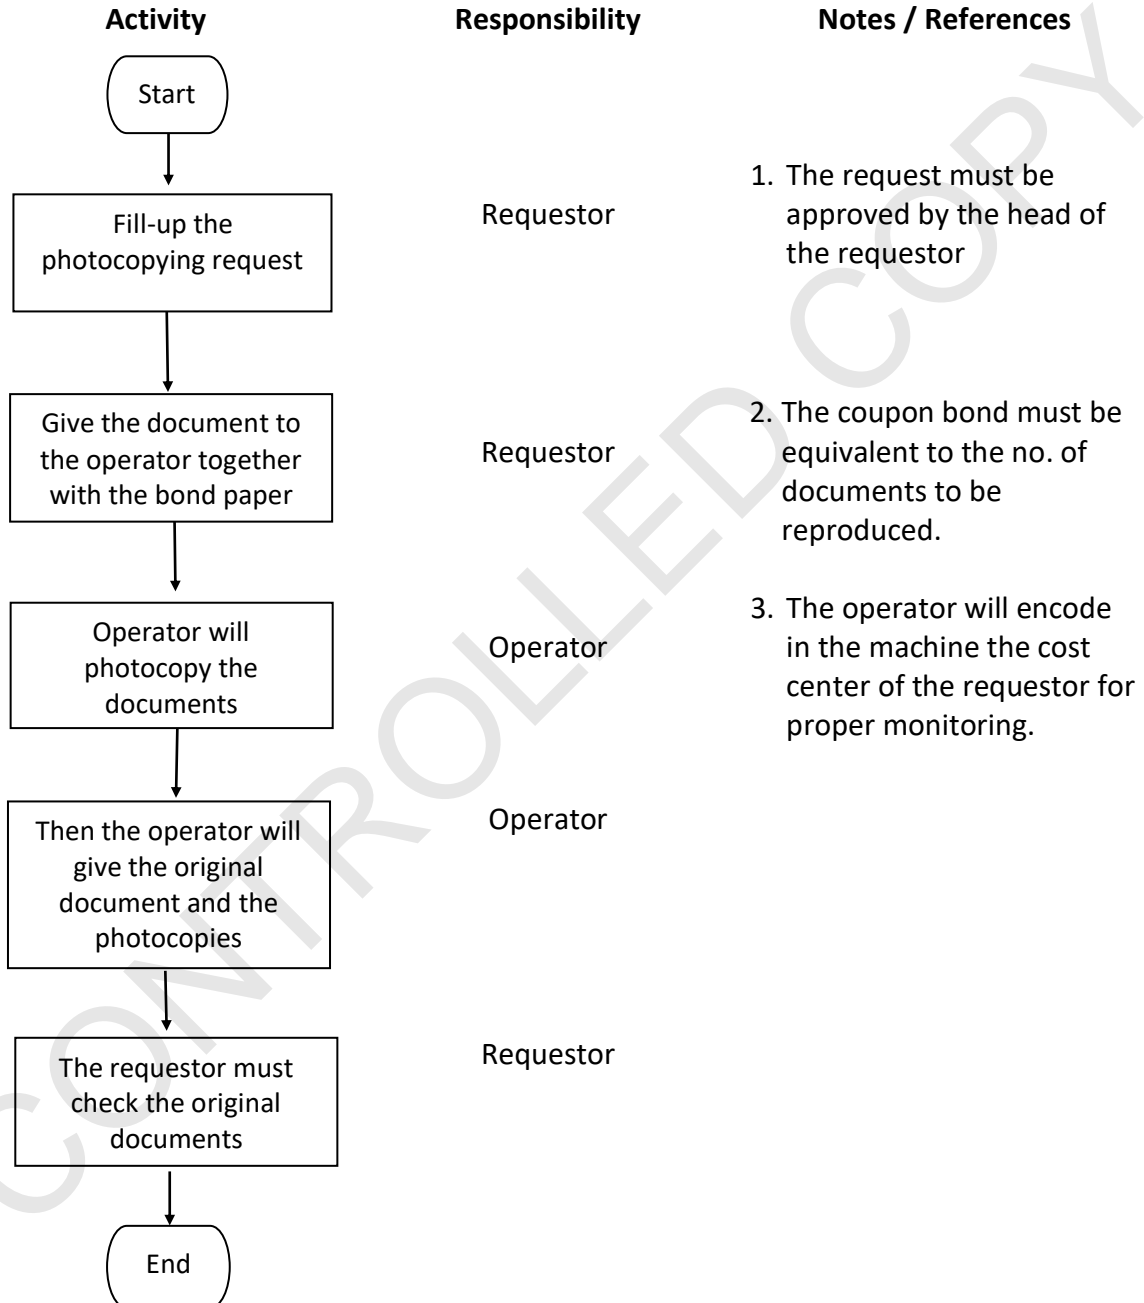 Activity Responsibility Notes / References
Start
Fill-up the
photocopying request
Requestor
1. The request must be
approved by the head of
the requestor
Give the document to
the operator together
with the bond paper
Requestor
2. The coupon bond must be
equivalent to the no. of
documents to be
reproduced.
Operator will
photocopy the
documents
Operator
3. The operator will encode
in the machine the cost
center of the requestor for
proper monitoring.
Then the operator will
give the original
document and the
photocopies
Operator
The requestor must
check the original
documents
Requestor
End
CONTROLLED COPY